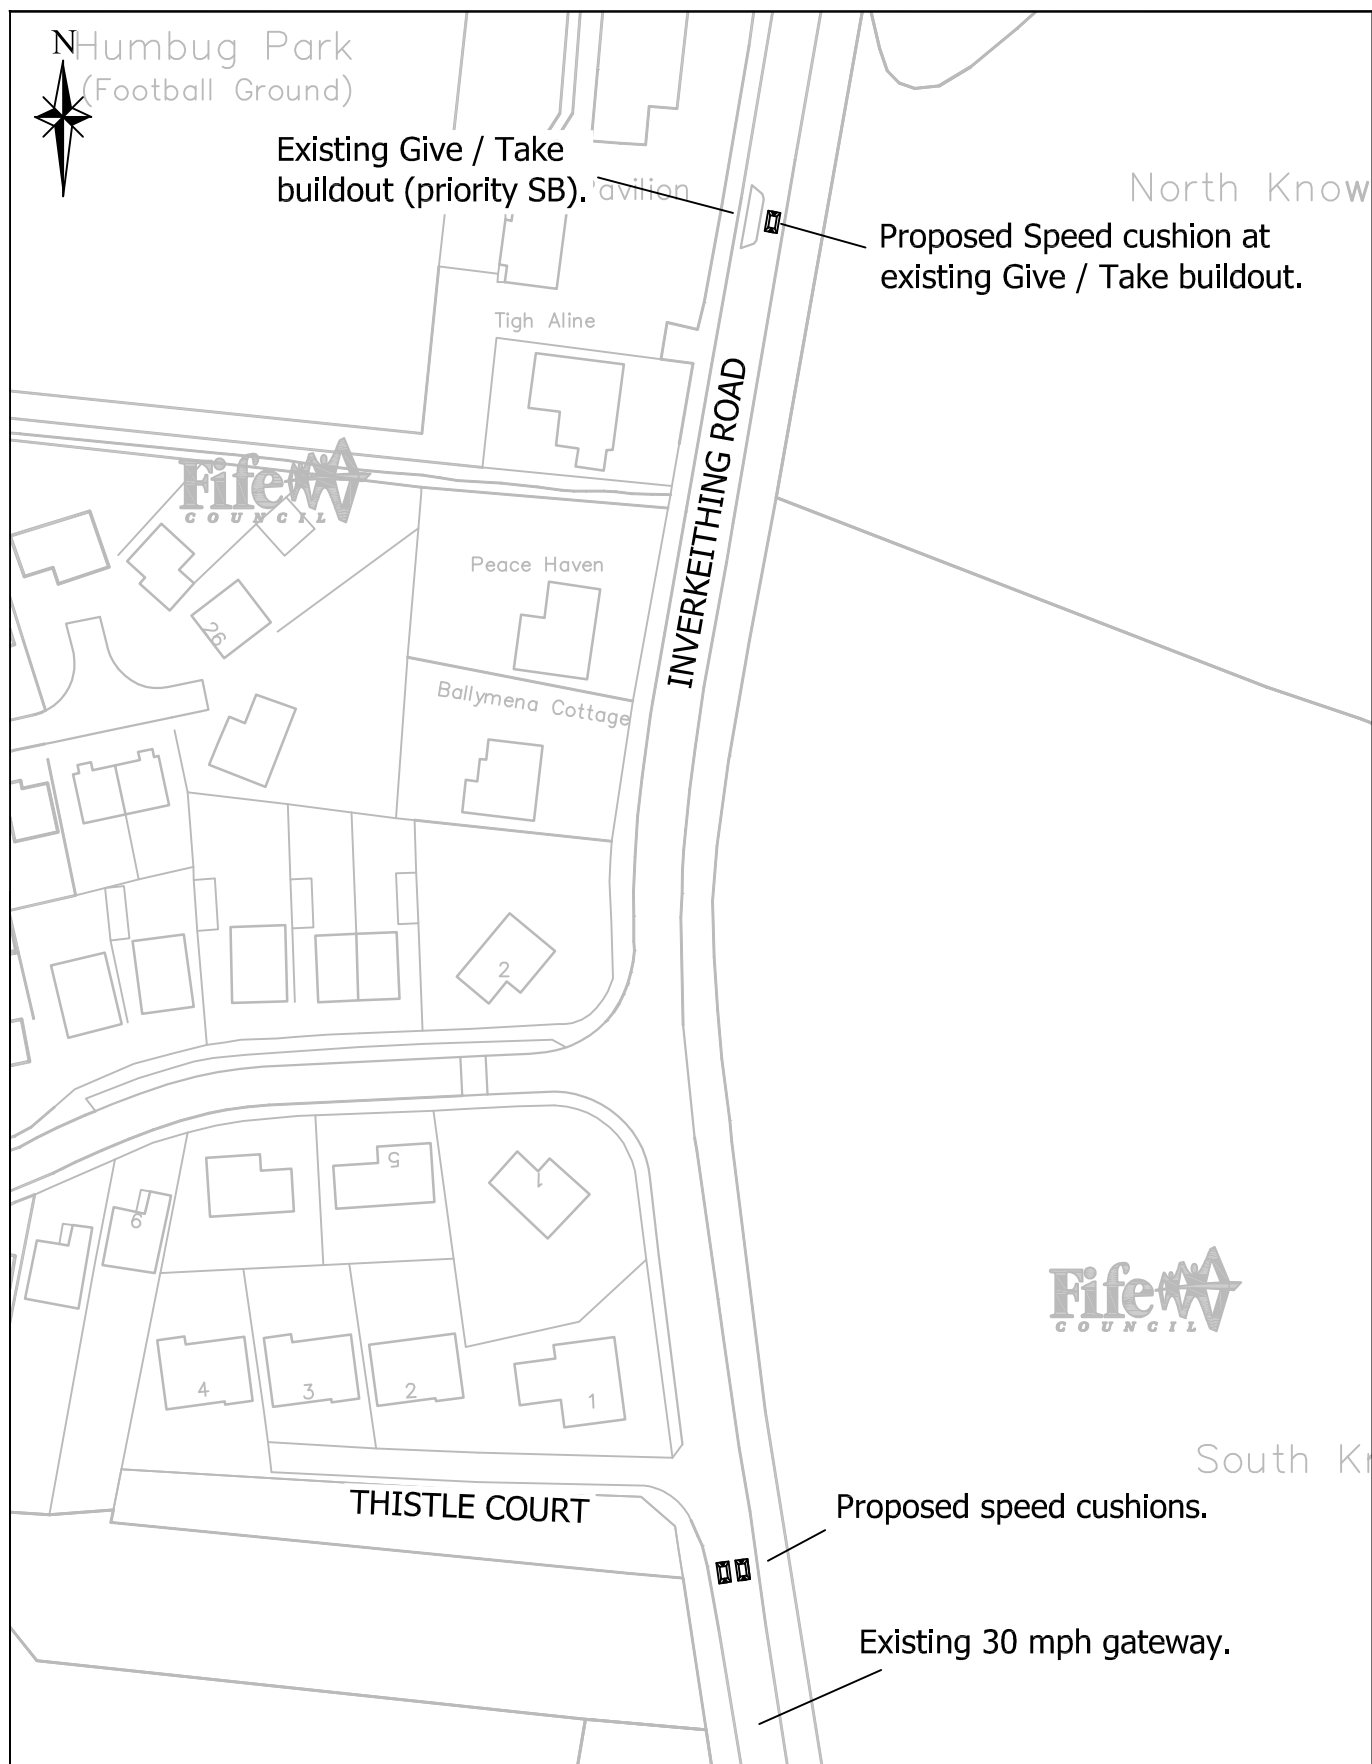 N
Humbug Park
(Football Ground)
Existing Give / Take
buildout (priority SB).
avilion
North Know
Proposed Speed cushion at
existing Give / Take buildout.
Tigh Aline
INVERKEITHING ROAD
Fife
COUNCIL
Peace Haven
26
Ballymena Cottage
2
5
1
9
4
3
2
1
Fife
COUNCIL
South Kn
THISTLE COURT
Proposed speed cushions.
Existing 30 mph gateway.